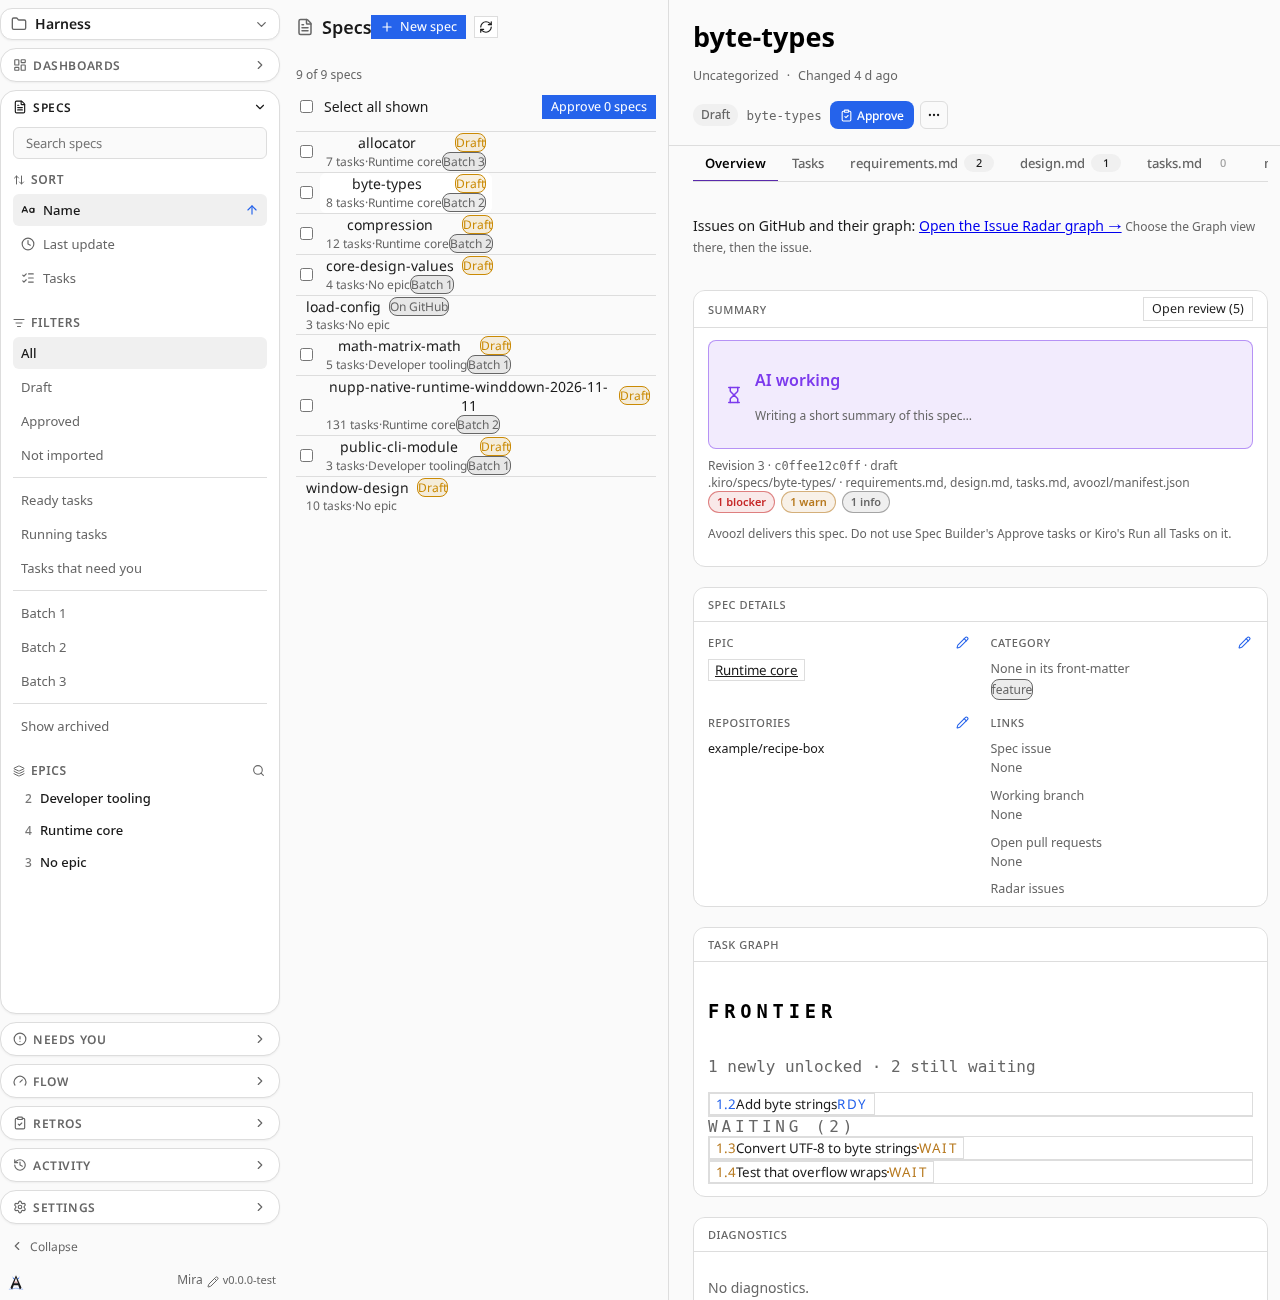 Harness
DASHBOARDS
SPECS
Search specs
SORT
Aa Name
Last update
Tasks
FILTERS
All
Draft
Approved
Not imported
Ready tasks
Running tasks
Tasks that need you
Batch 1
Batch 2
Batch 3
Show archived
EPICS
2 Developer tooling
4 Runtime core
3 No epic
NEEDS YOU
FLOW
RETROS
ACTIVITY
SETTINGS
Collapse
A
Mira v0.0.0-test
Specs
New spec
9 of 9 specs
Select all shown
Approve 0 specs
allocator Draft
7 tasks·Runtime core Batch 3
byte-types Draft
8 tasks·Runtime core Batch 2
compression Draft
12 tasks·Runtime core Batch 2
core-design-values Draft
4 tasks·No epic Batch 1
load-config On GitHub
3 tasks·No epic
math-matrix-math Draft
5 tasks·Developer tooling Batch 1
nupp-native-runtime-winddown-2026-11-
11 Draft
131 tasks·Runtime core Batch 2
public-cli-module Draft
3 tasks·Developer tooling Batch 1
window-design Draft
10 tasks·No epic
byte-types
Uncategorized · Changed 4 d ago
Draft byte-types Approve ···
Overview Tasks requirements.md 2 design.md 1 tasks.md 0
Issues on GitHub and their graph: Open the Issue Radar graph → Choose the Graph view
there, then the issue.
SUMMARY
Open review (5)
AI working
Writing a short summary of this spec...
Revision 3 · c0ffee12c0ff · draft
.kiro/specs/byte-types/ · requirements.md, design.md, tasks.md, avoozl/manifest.json
1 blocker 1 warn 1 info
Avoozl delivers this spec. Do not use Spec Builder's Approve tasks or Kiro's Run all Tasks on it.
SPEC DETAILS
EPIC
Runtime core
CATEGORY
None in its front-matter
feature
REPOSITORIES
example/recipe-box
LINKS
Spec issue
None
Working branch
None
Open pull requests
None
Radar issues
TASK GRAPH
FRONTIER
1 newly unlocked · 2 still waiting
1.2 Add byte strings RDY
WAITING (2)
1.3 Convert UTF-8 to byte strings· WAIT
1.4 Test that overflow wraps· WAIT
DIAGNOSTICS
No diagnostics.